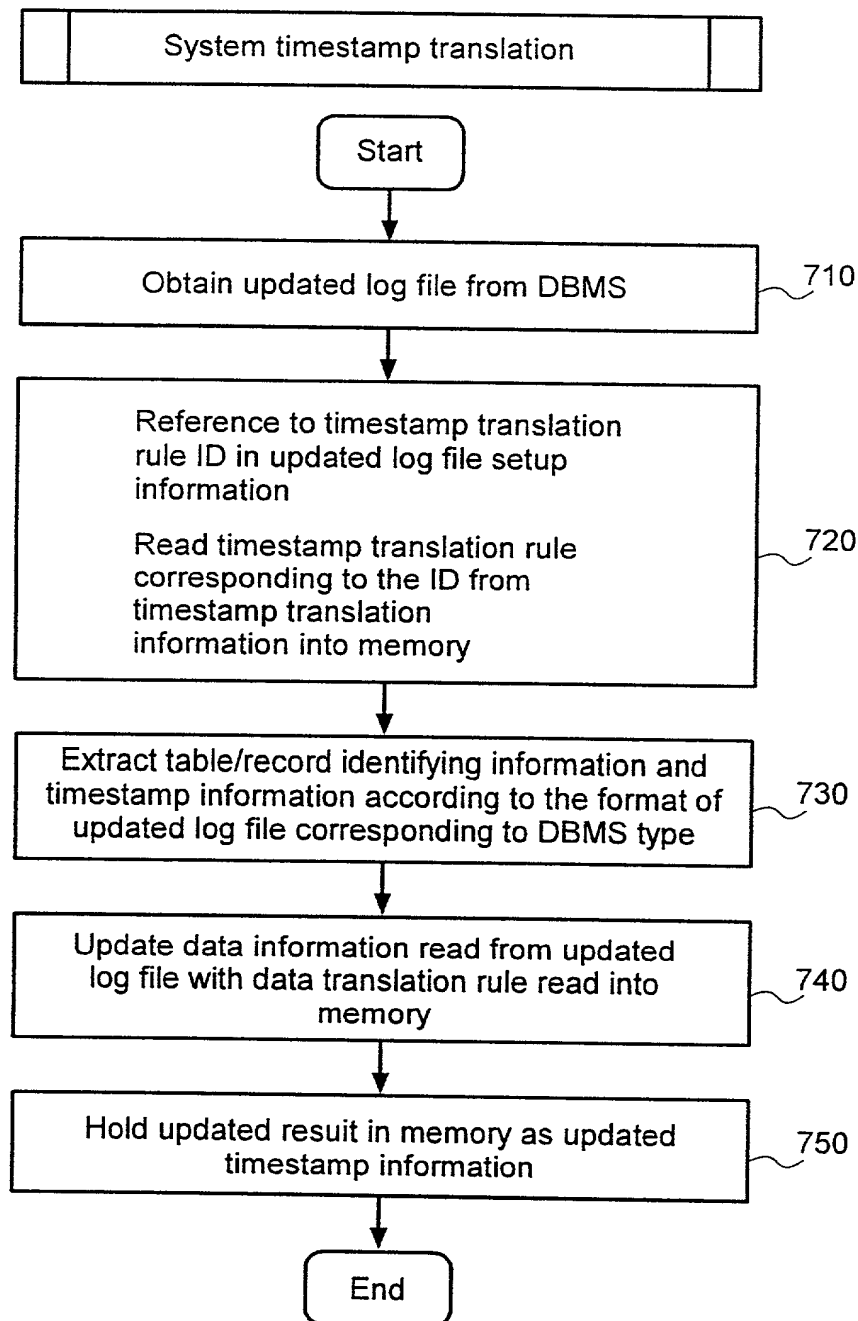 System timestamp translation
Start
Obtain updated log file from DBMS
710
Reference to timestamp translation
rule ID in updated log file setup
information
Read timestamp translation rule
corresponding to the ID from
timestamp translation
information into memory
720
Extract table/record identifying information and
timestamp information according to the format of
updated log file corresponding to DBMS type
730
Update data information read from updated
log file with data translation rule read into
memory
740
Hold updated resuit in memory as updated
timestamp information
750
End